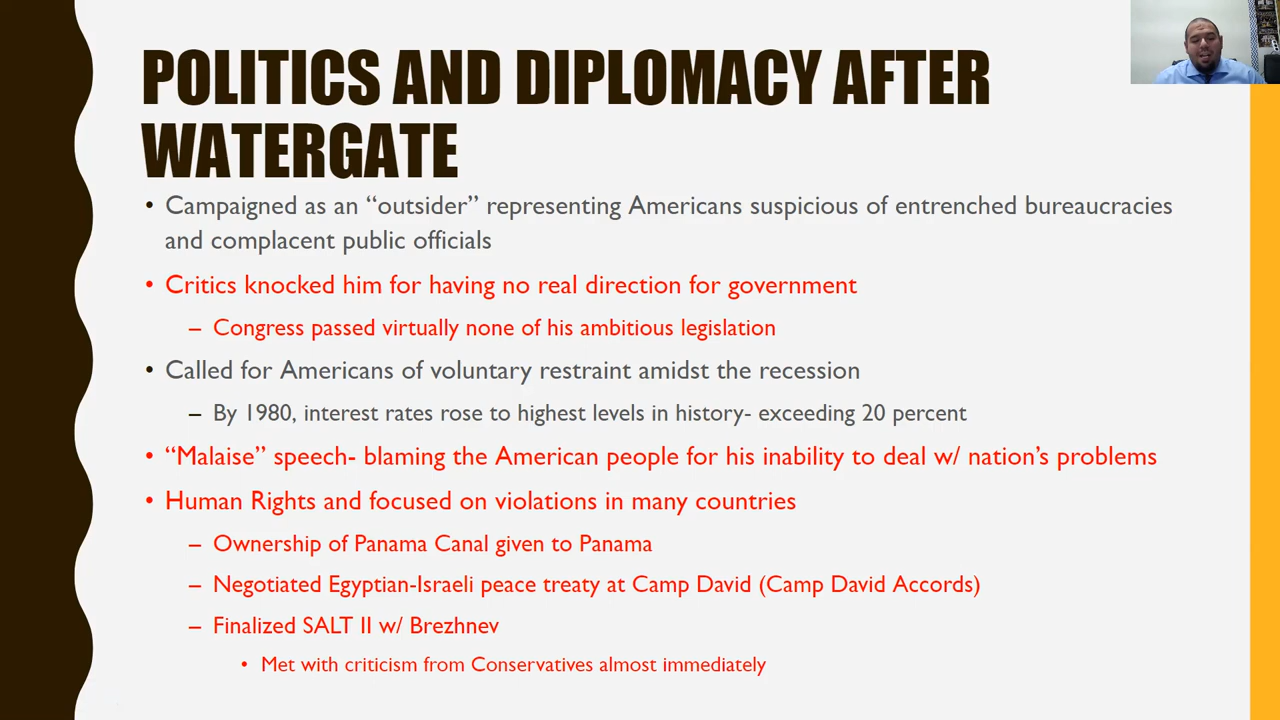 POLITICS AND DIPLOMACY AFTER
WATERGATE
• Campaigned as an “outsider” representing Americans suspicious of entrenched bureaucracies
and complacent public officials
• Critics knocked him for having no real direction for government
– Congress passed virtually none of his ambitious legislation
• Called for Americans of voluntary restraint amidst the recession
– By 1980, interest rates rose to highest levels in history- exceeding 20 percent
• “Malaise” speech- blaming the American people for his inability to deal w/ nation’s problems
• Human Rights and focused on violations in many countries
– Ownership of Panama Canal given to Panama
– Negotiated Egyptian-Israeli peace treaty at Camp David (Camp David Accords)
– Finalized SALT II w/ Brezhnev
• Met with criticism from Conservatives almost immediately